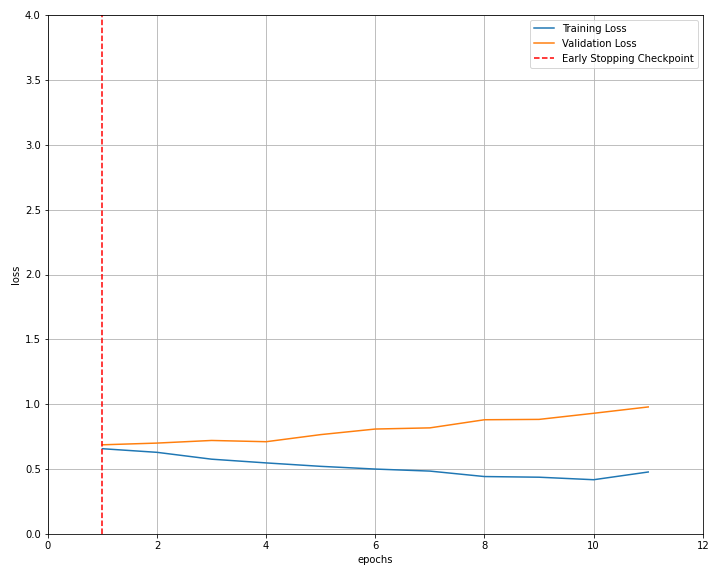 4.0
3.5
3.0
2.5
2.0
1.5
1.0
0.5
0.0
loss
0 2 4 6 8 10 12
epochs
Training Loss
Validation Loss
Early Stopping Checkpoint